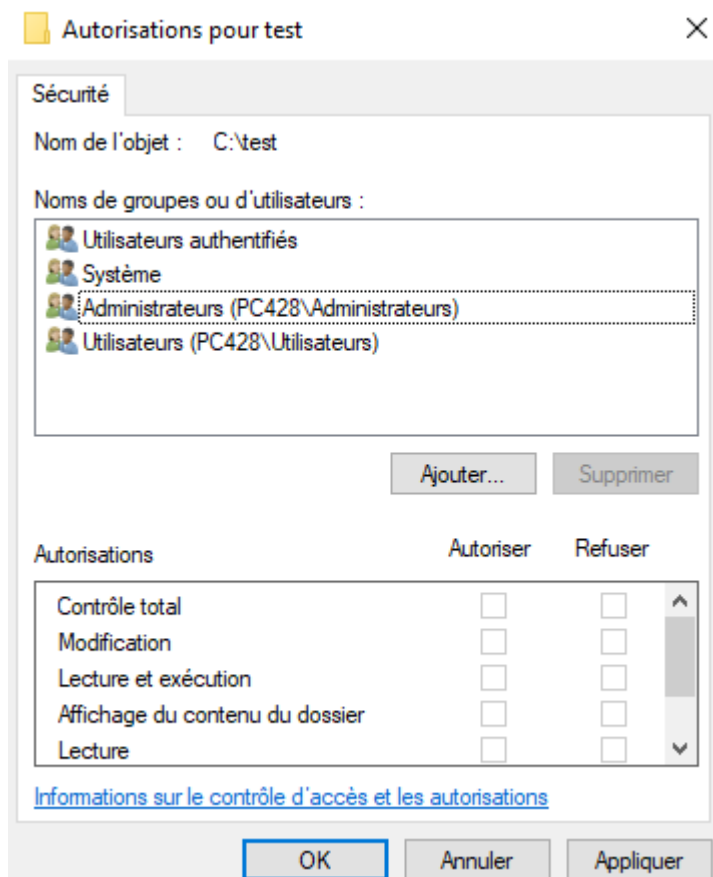 Autorisations pour test
Sécurité
Nom de l'objet : C:\test
Noms de groupes ou d'utilisateurs :
Utilisateurs authentifiés
Système
Administrateurs (PC428\Administrateurs)
Utilisateurs (PC428\Utilisateurs)
Ajouter... Supprimer
Autorisations Autoriser Refuser
Contrôle total
Modification
Lecture et exécution
Affichage du contenu du dossier
Lecture
Informations sur le contrôle d'accès et les autorisations
OK Annuler Appliquer